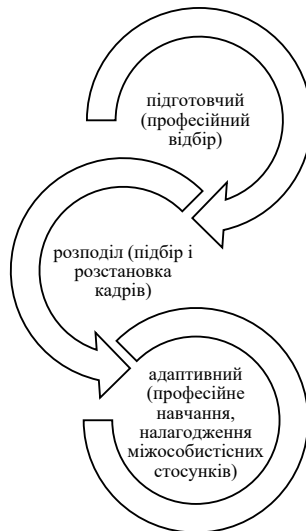 підготовчий
(професійний
відбір)
розподіл (підбір і
розстановка
кадрів)
адаптивний
(професійне
навчання,
налагодження
міжособистісних
стосунків)